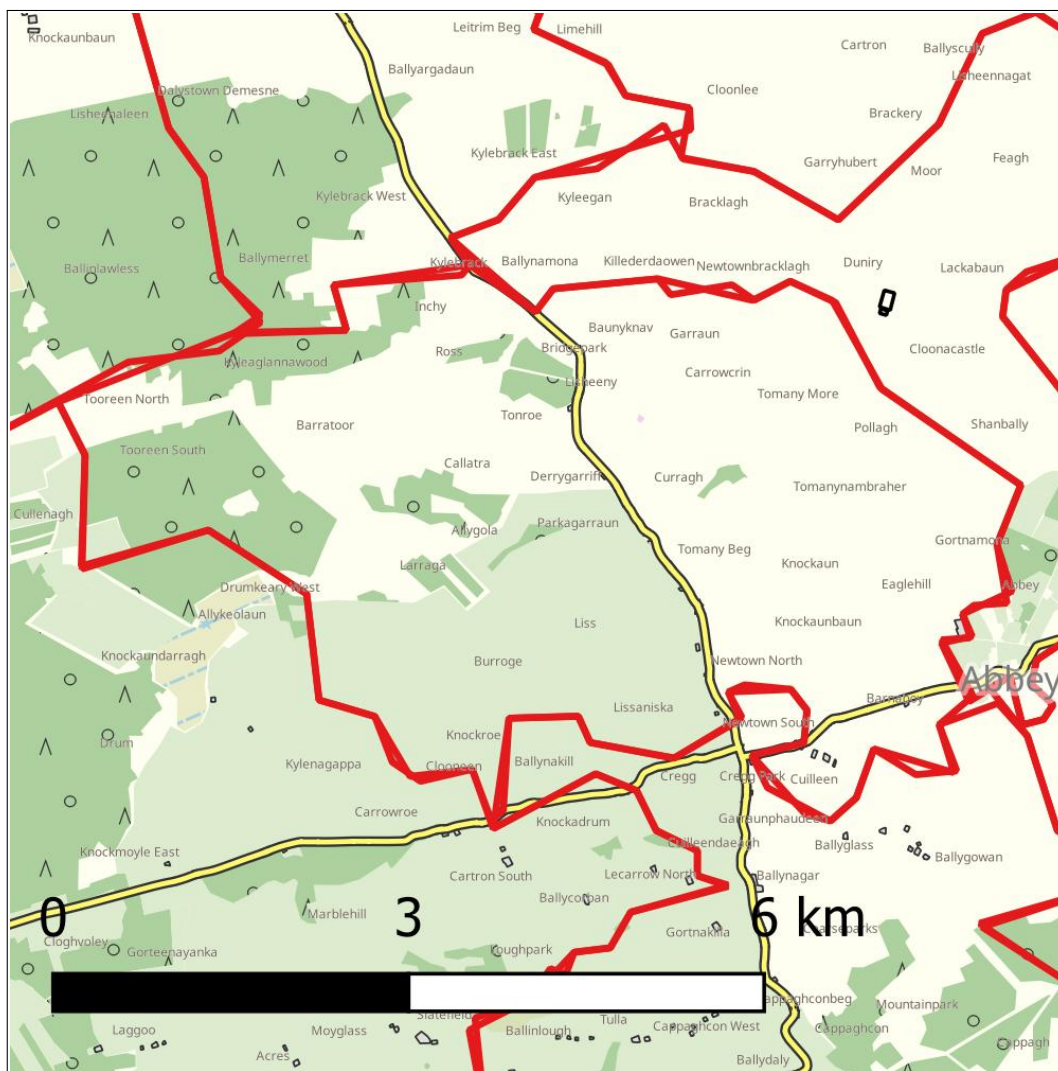 Leitrim Beg
Limehill
Knockaunbaun
Cartron
Ballyscully
Ballyargadaun
Lisheennagat
Dalystown Demesne
Cloonlee
Lisheenaleen
Brackery
Kylebrack East
Garryhubert
Feagh
Moor
Kylebrack West
Kyleegan
Bracklagh
Ballinlawless
Ballymerret
Kylebrack
Ballynamona
Killederdaowen
Newtownbracklagh
Duniry
Lackabaun
Inchy
Baunyknav
Garraun
Ross
Bridgepark
Cloonacastle
Kyleaglannawood
Carrowcrin
Lisheeny
Tomany More
Tooreen North
Tonroe
Barratoor
Pollagh
Shanbally
Tooreen South
Callatra
Derrygarriff
Curragh
Tomanynambraher
Cullenagh
Allygola
Parkagarraun
Gortnamona
Tomany Beg
Larraga
Knockaun
Eaglehill
Abbey
Drumkeary West
Allykeolaun
Liss
Knockaunbaun
Knockaundarragh
Burroge
Newtown North
Abbey
Barnaboy
Lissaniska
Newtown South
Knockroe
Drum
Kylenagappa
Clooneen
Ballynakill
Cregg
Cregg Park
Cuilleen
Carrowroe
Knockadrum
Garraunphaudeen
Cuilleendaeagh
Ballyglass
Knockmoyle East
Ballygowan
Cartron South
Lecarrow North
Ballynagar
Ballycorban
Marblehill
0
3
6 km
Gortnakilla
Coarseparks
Cloghvoley
Gorteenayanka
Roughpark
Cappaghconbeg
Mountainpark
Slatefield
Laggoo
Moyglass
Ballinlough
Tulla
Cappaghcon West
Cappaghcon
Cappagh
Acres
Ballydaly